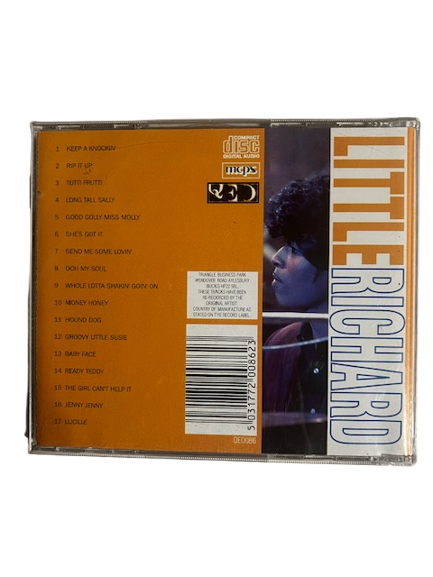 1 KEEP A KNOCKIN'
2 RIP IT UP
3 TUTTI FRUTTI
4 LONG TALL SALLY
5 GOOD GOLLY MISS MOLLY
6 SHE'S GOT IT
7 SEND ME SOME LOVIN'
8 OOH MY SOUL
9 WHOLE LOTTA SHAKIN' GOIN' ON
10 MONEY HONEY
11 HOUND DOG
12 GROOVY LITTLE SUSIE
13 BABY FACE
14 READY TEDDY
15 THE GIRL CAN'T HELP IT
16 JENNY JENNY
17 LUCILLE
COMPACT
disc
DIGITAL AUDIO
mcps
QED
TRIANGLE BUSINESS PARK
WENDOVER ROAD AYLESBURY
BUCKS HP22
THESE TRACKS HAVE BEEN
RE-RECORDED BY THE
ORIGINAL ARTIST.
COUNTRY OF MANUFACTURE AS
STATED ON THE RECORD LABEL.
5 031772 008623
QED086
LITTLE
RICHARD